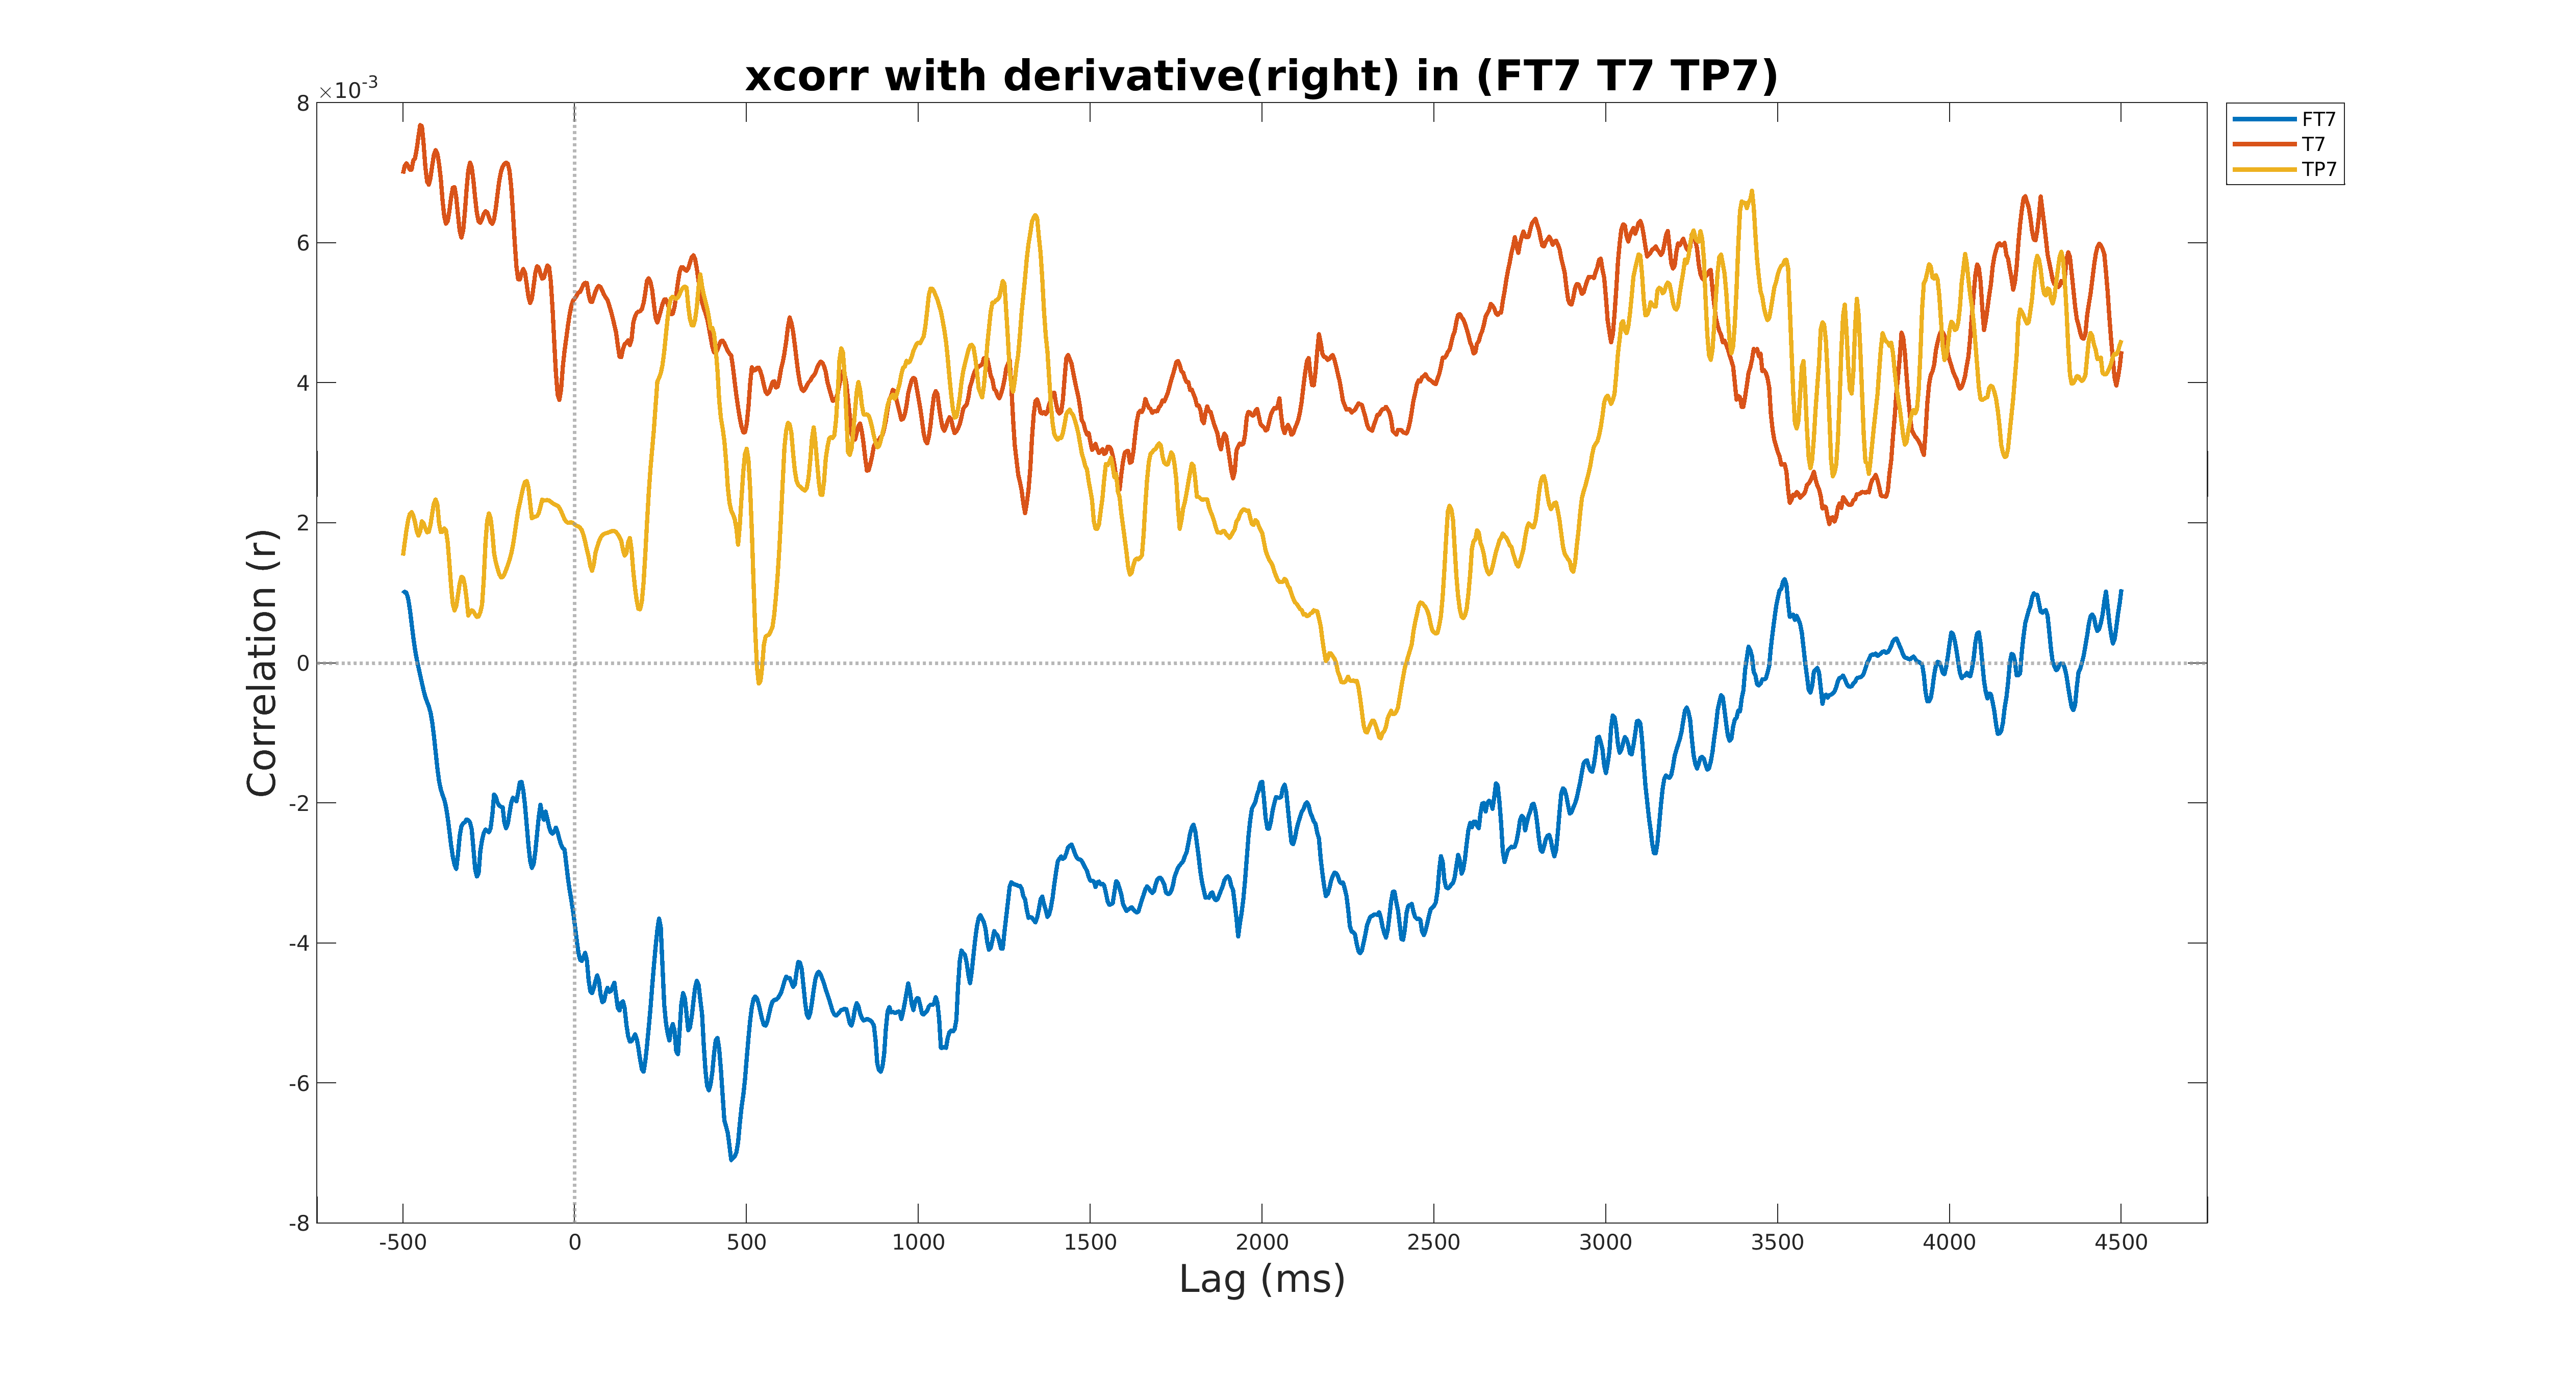 xcorr with derivative(right) in (FT7 T7 TP7)
×10-3
8
6
4
2
0
-2
-4
-6
-8
Correlation (r)
-500 0 500 1000 1500 2000 2500 3000 3500 4000 4500
Lag (ms)
FT7
T7
TP7